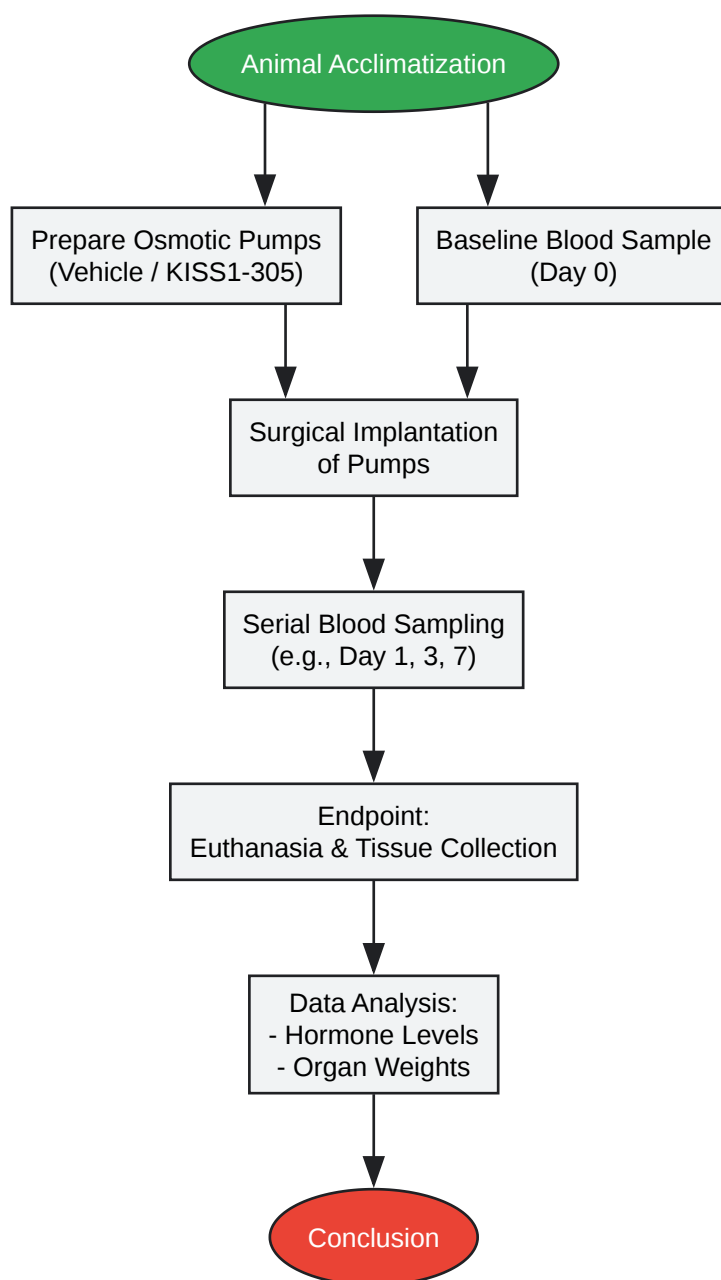 Animal Acclimatization
Prepare Osmotic Pumps
(Vehicle / KISS1-305)
Baseline Blood Sample
(Day 0)
Surgical Implantation
of Pumps
Serial Blood Sampling
(e.g., Day 1, 3, 7)
Endpoint:
Euthanasia & Tissue Collection
Data Analysis:
- Hormone Levels
- Organ Weights
Conclusion